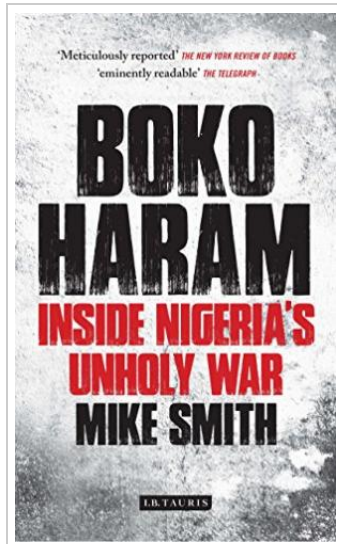 'Meticulously reported' THE NEW YORK REVIEW OF BOOKS
'eminently readable' THE TELEGRAPH
BOKO
HARAM
INSIDE NIGERIA'S
UNHOLY WAR
MIKE SMITH
I.B.TAURIS